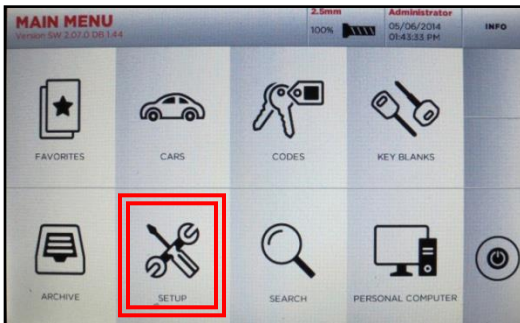 MAIN MENU
Version SW 2.07.0 DB 1.44
2.5mm
100%
Administrator
05/06/2014
01:43:33 PM
INFO
FAVORITES
CARS
CODES
KEY BLANKS
ARCHIVE
SETUP
SEARCH
PERSONAL COMPUTER